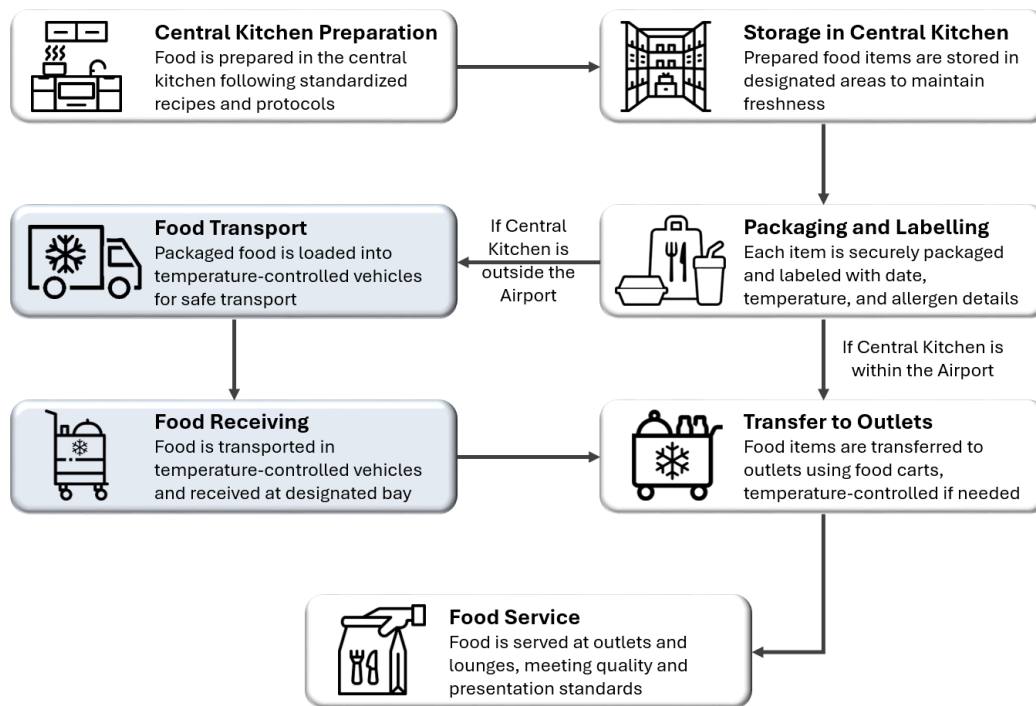 Central Kitchen Preparation
Food is prepared in the central
kitchen following standardized
recipes and protocols
Storage in Central Kitchen
Prepared food items are stored in
designated areas to maintain
freshness
Food Transport
Packaged food is loaded into
temperature-controlled vehicles
for safe transport
If Central
Kitchen is
outside the
Airport
Packaging and Labelling
Each item is securely packaged
and labeled with date,
temperature, and allergen details
If Central Kitchen is
within the Airport
Food Receiving
Food is transported in
temperature-controlled vehicles
and received at designated bay
Transfer to Outlets
Food items are transferred to
outlets using food carts,
temperature-controlled if needed
Food Service
Food is served at outlets and
lounges, meeting quality and
presentation standards